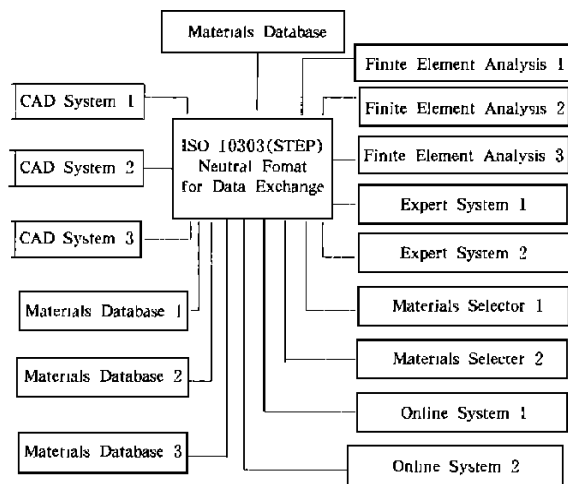 Materials Database
Finite Element Analysis 1
CAD System 1
Finite Element Analysis 2
ISO 10303(STEP)
Neutral Fomat
for Data Exchange
CAD System 2
Finite Element Analysis 3
Expert System 1
CAD System 3
Expert System 2
Materials Database 1
Materials Selector 1
Materials Database 2
Materials Selecter 2
Online System 1
Materials Database 3
Online System 2